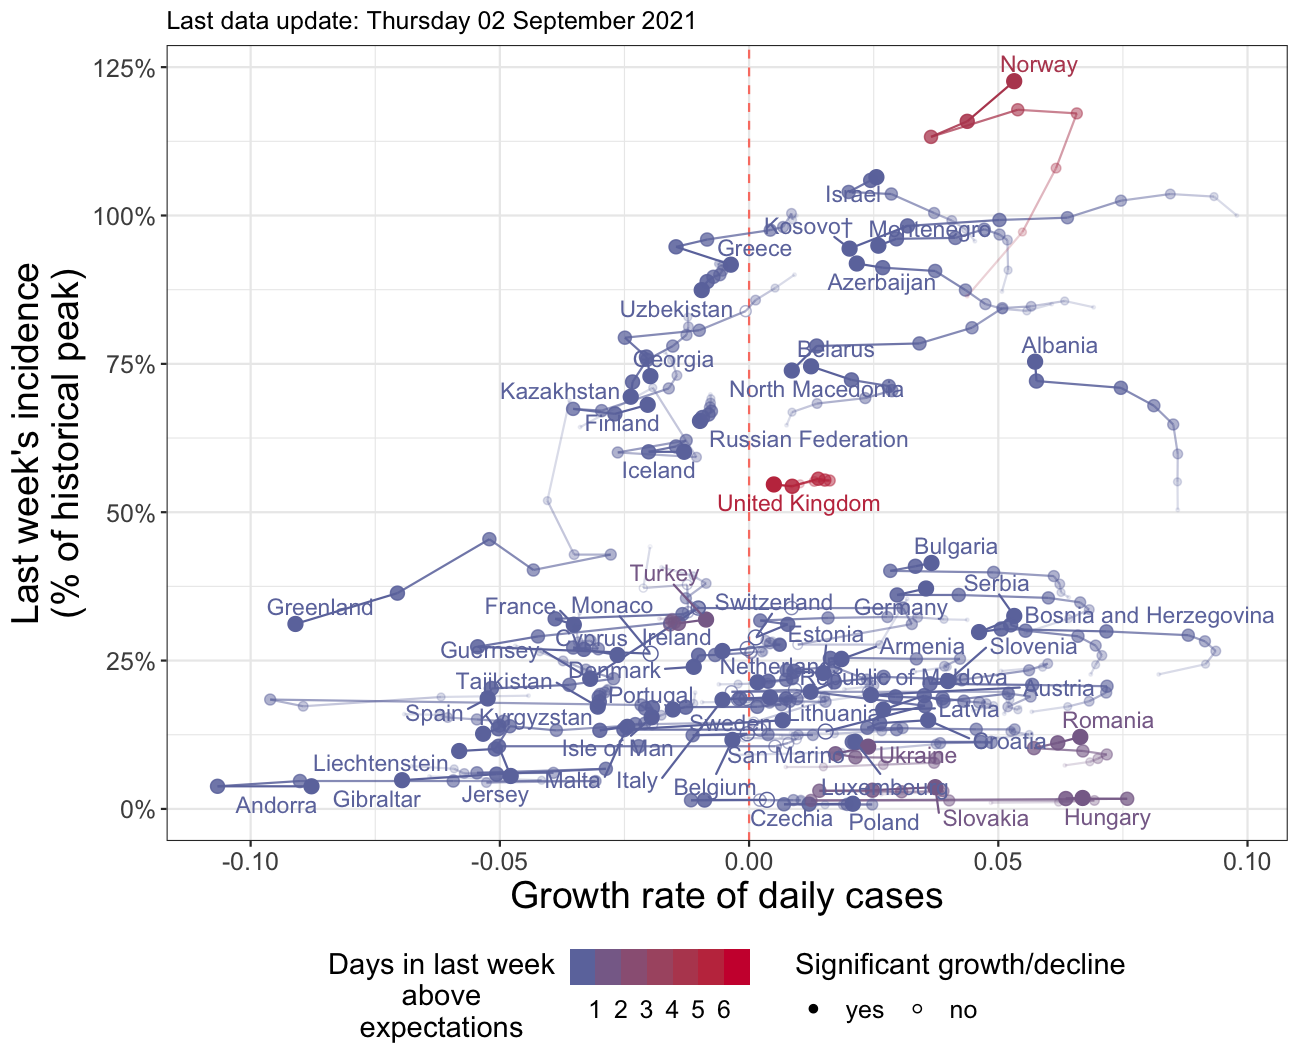 Last data update: Thursday 02 September 2021
Last week's incidence
(% of historical peak)
125%
100%
75%
50%
25%
0%
Norway
Israel
Kosovo†
Montenegro
Greece
Azerbaijan
Uzbekistan
Albania
Belarus
Georgia
North Macedonia
Kazakhstan
Finland
Russian Federation
Iceland
United Kingdom
Bulgaria
Turkey
Serbia
Greenland
France
Monaco
Switzerland
Germany
Bosnia and Herzegovina
Cyprus
Ireland
Estonia
Guernsey
Armenia
Slovenia
Denmark
Netherlands
Tajikistan
Republic of Moldova
Portugal
Austria
Spain
Kyrgyzstan
Sweden
Lithuania
Latvia
Romania
Isle of Man
San Marino
Ukraine
Croatia
Liechtenstein
Malta
Italy
Belgium
Luxembourg
Andorra
Gibraltar
Jersey
Czechia
Poland
Slovakia
Hungary
-0.10
-0.05
0.00
0.05
0.10
Growth rate of daily cases
Days in last week
above
expectations
1 2 3 4 5 6
Significant growth/decline
yes
no